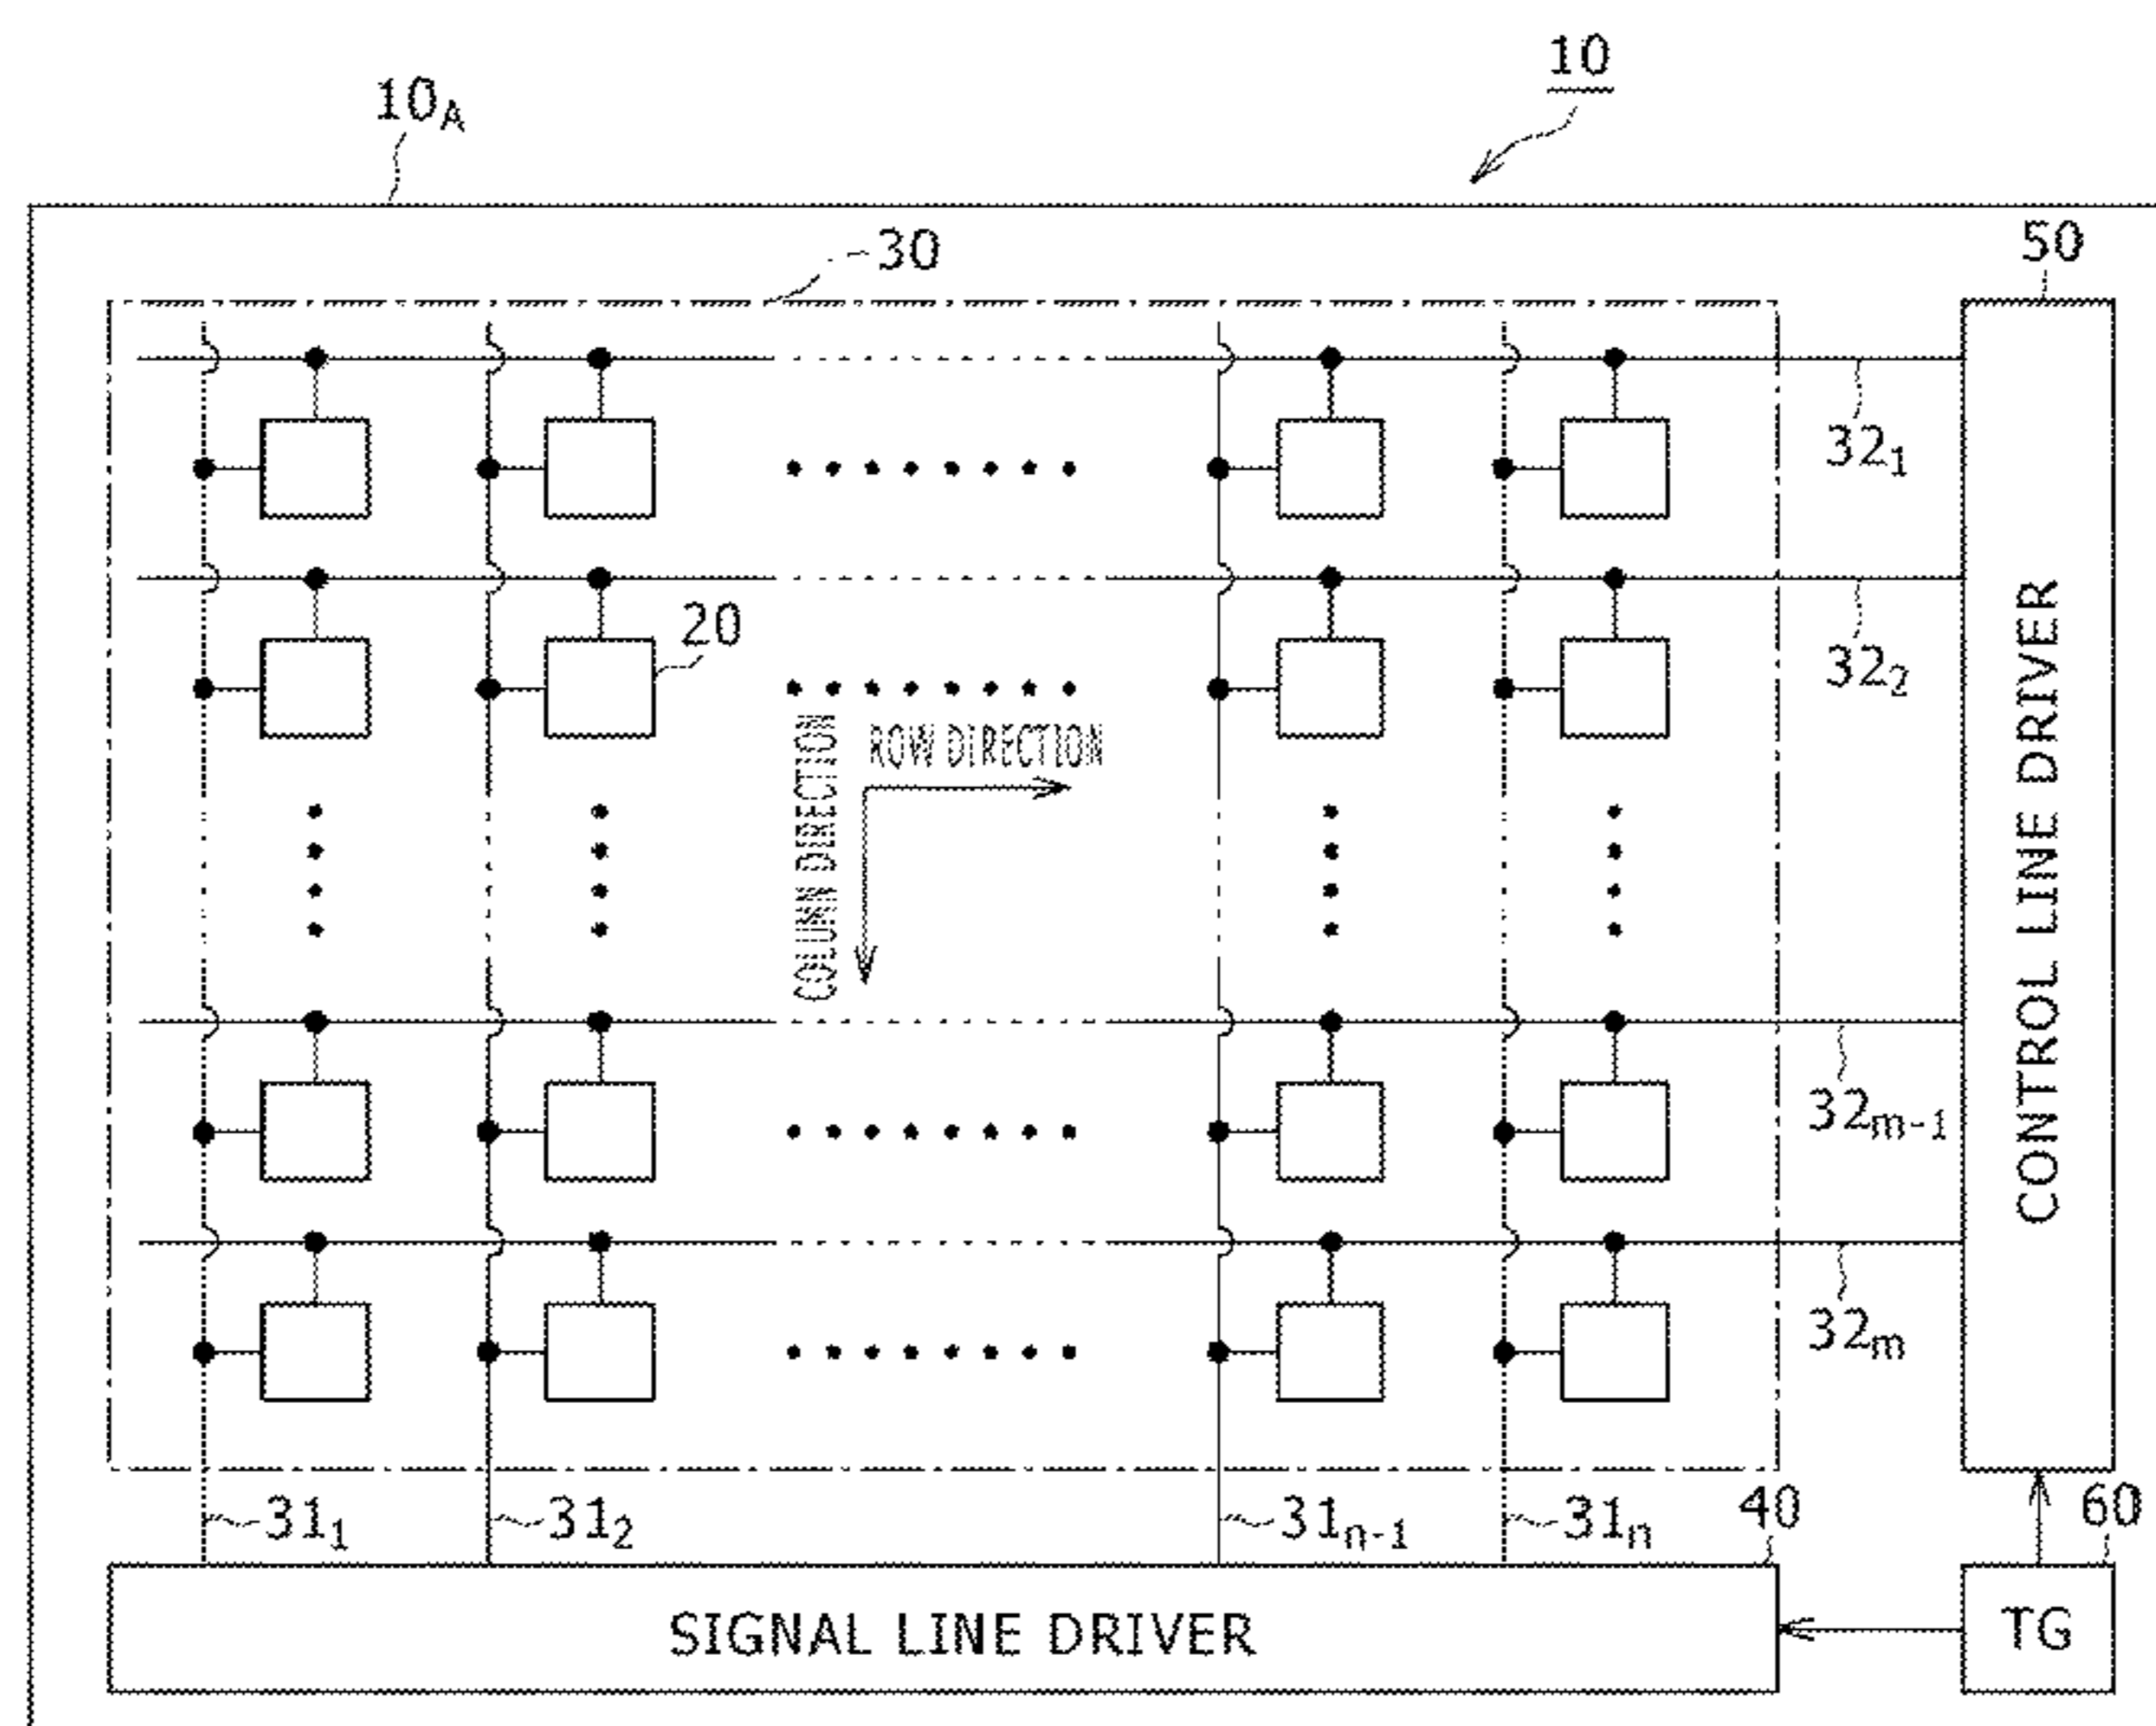 10
10A
30
50
321
20
322
ROW DIRECTION
COLUMN DIRECTION
CONTROL LINE DRIVER
32m-1
32m
311
312
31n-1
31n
40
60
SIGNAL LINE DRIVER
TG